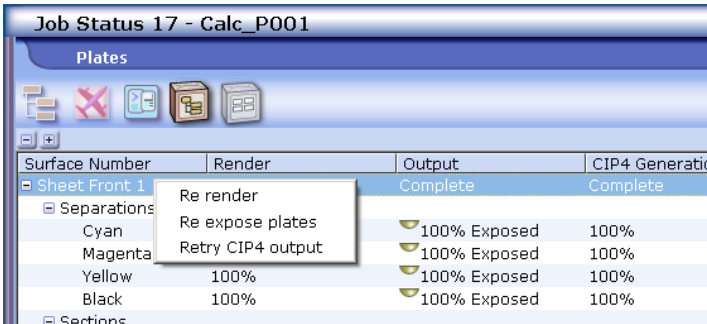 Job Status 17 - Calc_P001
Plates
Surface Number Render Output CIP4 Generatio
Sheet Front 1 Complete Complete
Re render
Separations
Re expose plates
Cyan 100% Exposed 100%
Retry CIP4 output
Magenta 100% Exposed 100%
Yellow 100% 100% Exposed 100%
Black 100% 100% Exposed 100%
Sections